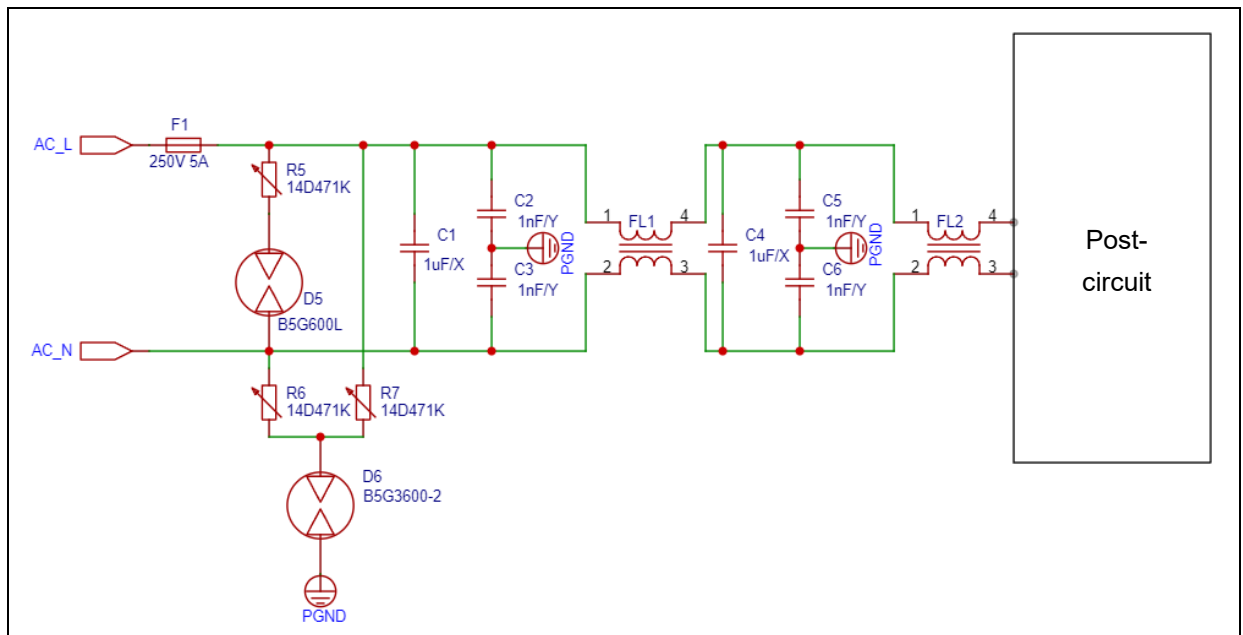 AC_L
F1
250V 5A
R5
14D471K
D5
B5G600L
AC_N
R6
14D471K
R7
14D471K
D6
B5G3600-2
PGND
C1
1uF/X
C2
1nF/Y
C3
1nF/Y
PGND
1
FL1
4
2
3
C4
1uF/X
C5
1nF/Y
C6
1nF/Y
PGND
1
FL2
4
2
3
Post-
circuit